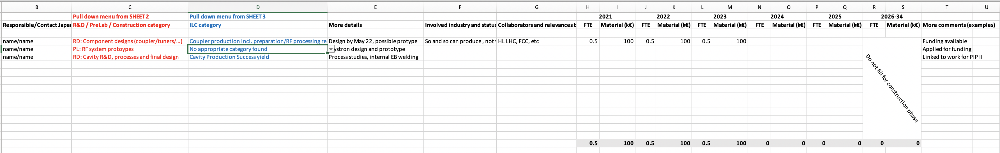 B C D E F G H I J K L M N O P Q R S T U
Pull down menu from SHEET 2 Pull down menu from SHEET 3 2021 2022 2023 2024 2025 2026-34
Responsible/Contact Japar R&D / PreLab / Construction category ILC category More details Involved industry and status Collaborators and relevances t FTE Material (k€) FTE Material (k€) FTE Material (k€) FTE Material (k€) FTE Material (k€) FTE Material (k€) More comments (examples)
name/name RD: Component designs (coupler/tuners/...) Coupler production incl. preparation/RF processing re Design by May 22, possible protype So and so can produce , not HL LHC, FCC, etc 0.5 100 0.5 100 0.5 100 Funding available
name/name PL: RF system protoypes No appropriate category found ystron design and prototype Applied for funding
name/name RD: Cavity R&D, processes and final design Cavity Production Success yield Process studies, internal EB welding Linked to work for PIP II
Do not fill for construction phase
0.5 100 0.5 100 0.5 100 0 0 0 0 0 0